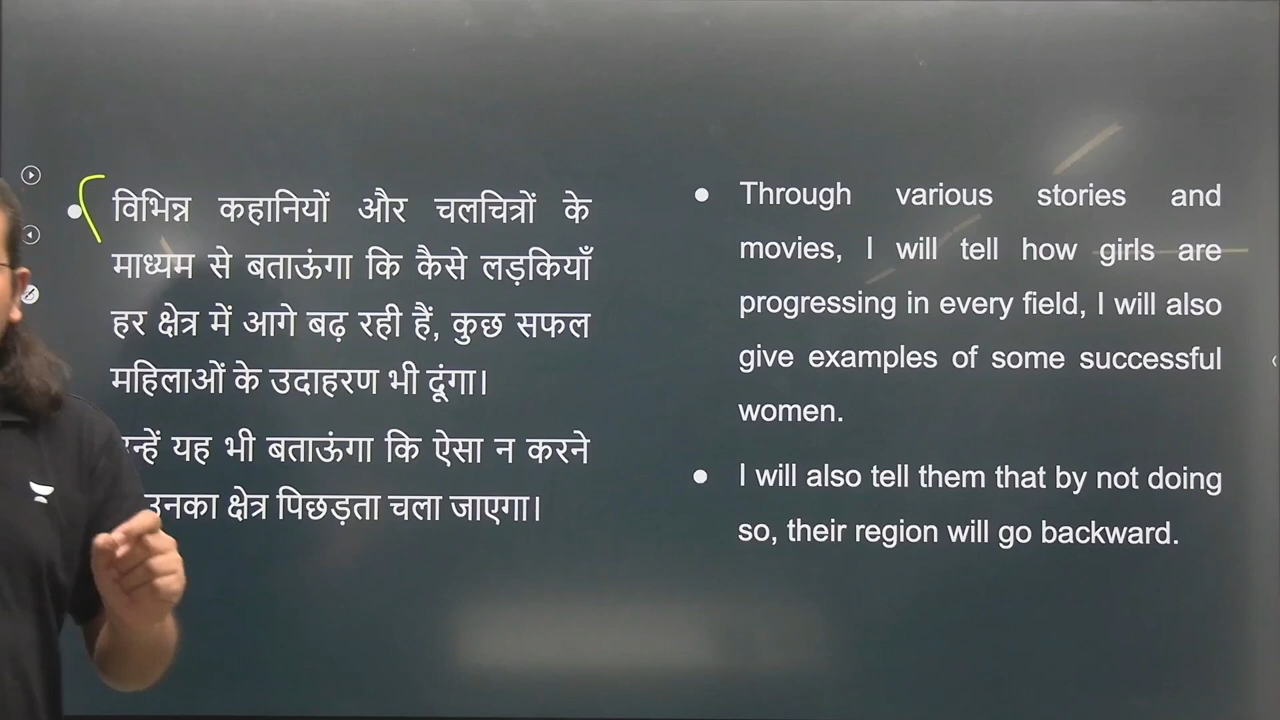 विभिन्न कहानियों और चलचित्रों के
माध्यम से बताऊंगा कि कैसे लड़कियाँ
हर क्षेत्र में आगे बढ़ रही हैं, कुछ सफल
महिलाओं के उदाहरण भी दूंगा।
यह भी बताऊंगा कि ऐसा न करने
उनका क्षेत्र पिछड़ता चला जाएगा।
Through various stories and
movies, I will tell how girls are
progressing in every field, I will also
give examples of some successful
women.
I will also tell them that by not doing
so, their region will go backward.